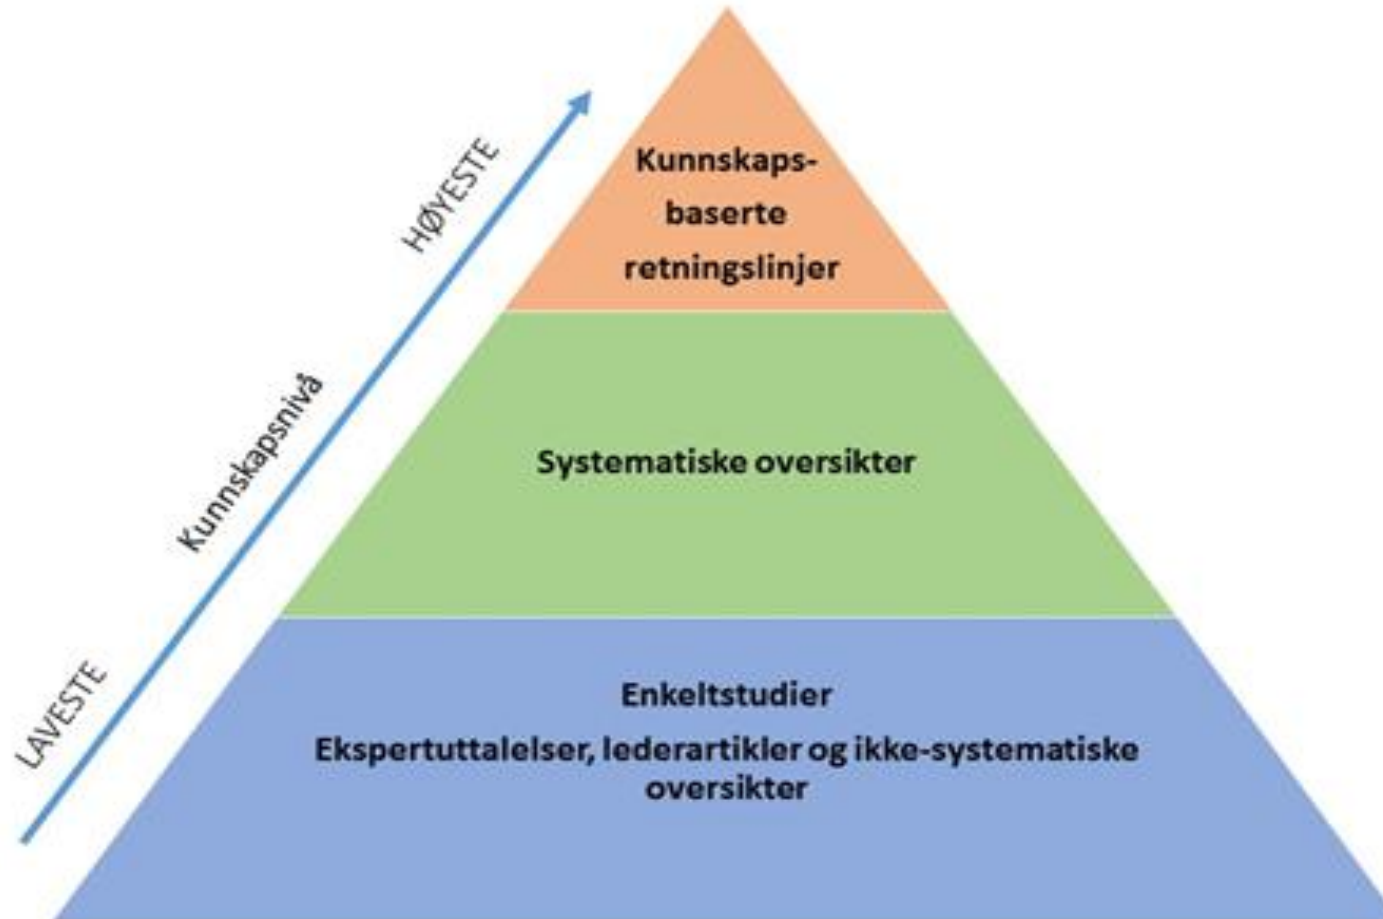 HØYESTE
Kunnskapsnivå
LAVESTE
Kunnskaps-
baserte
retningslinjer
Systematiske oversikter
Enkeltstudier
Ekspertuttalelser, lederartikler og ikke-systematiske
oversikter